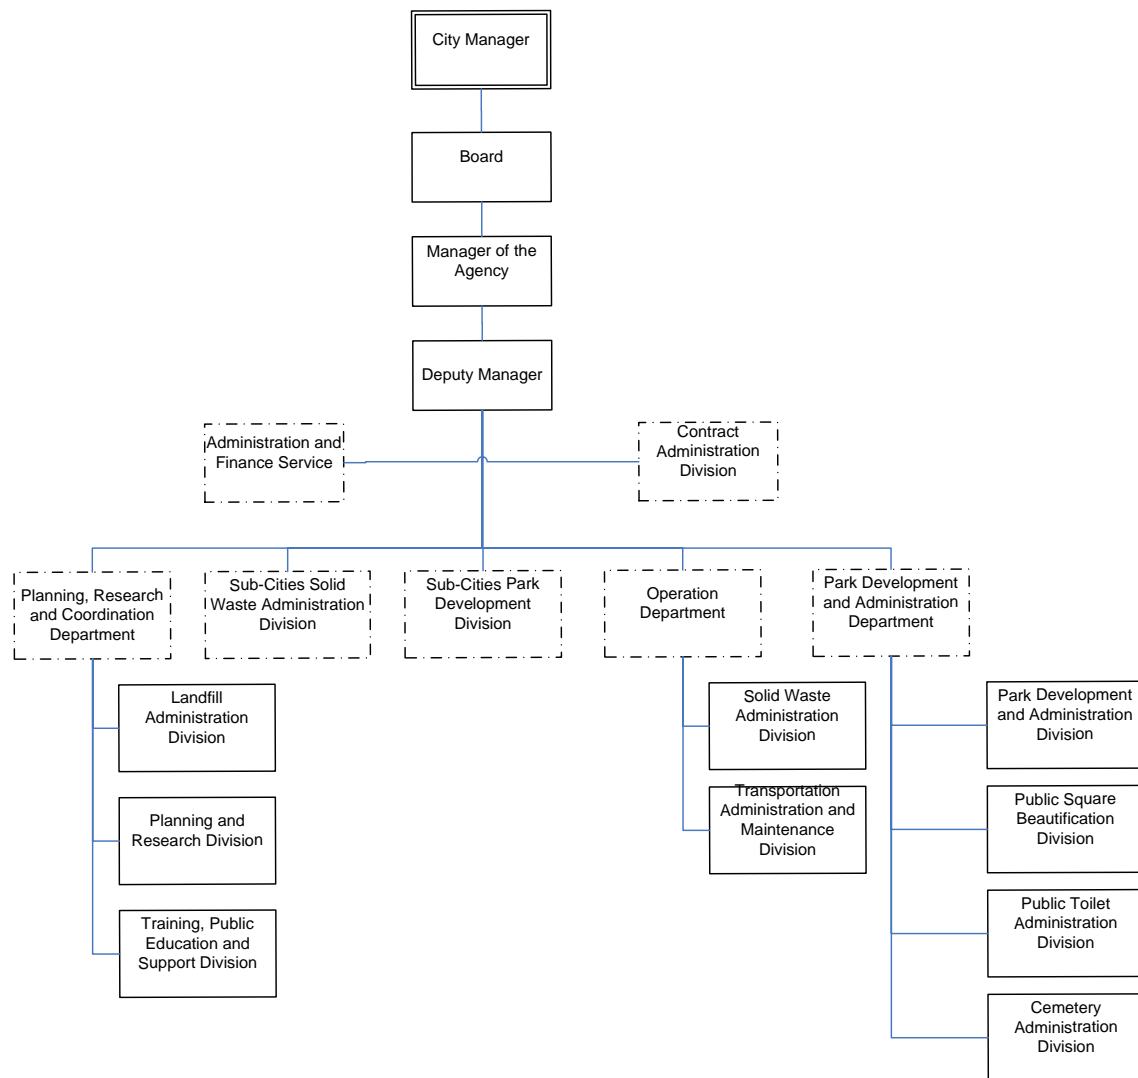 City Manager
Board
Manager of the
Agency
Deputy Manager
Administration and
Finance Service
Contract
Administration
Division
Planning, Research
and Coordination
Department
Sub-Cities Solid
Waste Administration
Division
Sub-Cities Park
Development
Division
Operation
Department
Park Development
and Administration
Department
Landfill
Administration
Division
Planning and
Research Division
Training, Public
Education and
Support Division
Solid Waste
Administration
Division
Transportation
Administration and
Maintenance
Division
Park Development
and Administration
Division
Public Square
Beautification
Division
Public Toilet
Administration
Division
Cemetery
Administration
Division